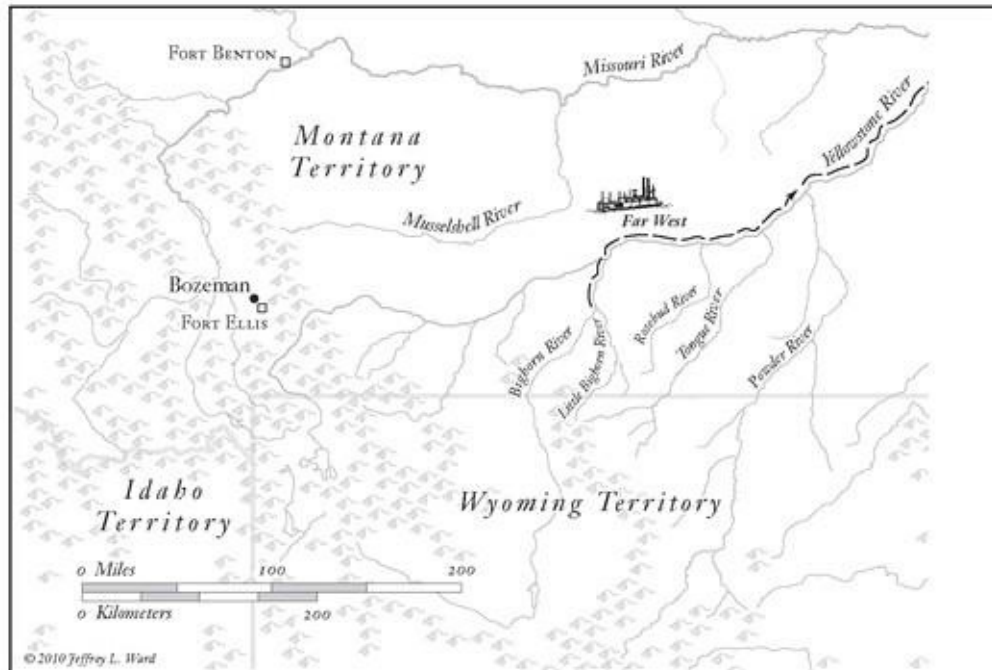 FORT BENTON
Missouri River
Montana
Territory
Yellowstone River
Musselshell River
Far West
Bozeman
FORT ELLIS
Bighorn River
Little Bighorn River
Rosebud River
Tongue River
Powder River
Idaho
Territory
Wyoming Territory
0 Miles 100 200
0 Kilometers 200
© 2010 Jeffrey L. Ward